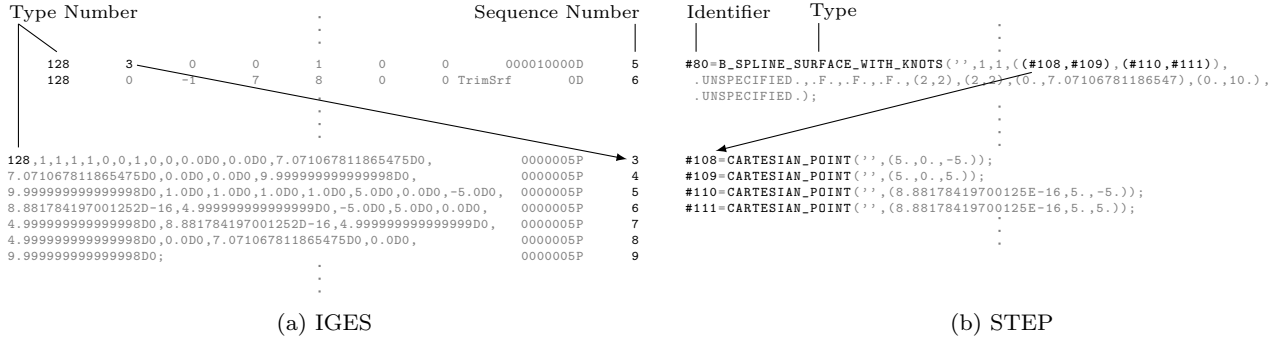 Type Number Sequence Number
128 3 0 0 1 0 0 000010000D 5
128 0 -1 7 8 0 0 TrimSrf 0D 6
128,1,1,1,1,0,0,1,0,0,0.0D0,0.0D0,7.071067811865475D0, 0000005P 3
7.071067811865475D0,0.0D0,0.0D0,9.999999999999998D0, 0000005P 4
9.999999999999998D0,1.0D0,1.0D0,1.0D0,1.0D0,5.0D0,0.0D0,-5.0D0, 0000005P 5
8.881784197001252D-16,4.999999999999999D0,-5.0D0,5.0D0,0.0D0, 0000005P 6
4.999999999999998D0,8.881784197001252D-16,4.999999999999999D0, 0000005P 7
4.999999999999998D0,0.0D0,7.071067811865475D0,0.0D0, 0000005P 8
9.999999999999998D0; 0000005P 9
(a) IGES
Identifier Type
#80=B_SPLINE_SURFACE_WITH_KNOTS('',1,1,((#108,#109),(#110,#111)),
.UNSPECIFIED.,.F.,.F.,.F.,(2,2),(2,2),(0.,7.07106781186547),(0.,10.),
.UNSPECIFIED.);
#108=CARTESIAN_POINT('',(5.,0.,-5.));
#109=CARTESIAN_POINT('',(5.,0.,5.));
#110=CARTESIAN_POINT('',(8.88178419700125E-16,5.,-5.));
#111=CARTESIAN_POINT('',(8.88178419700125E-16,5.,5.));
(b) STEP